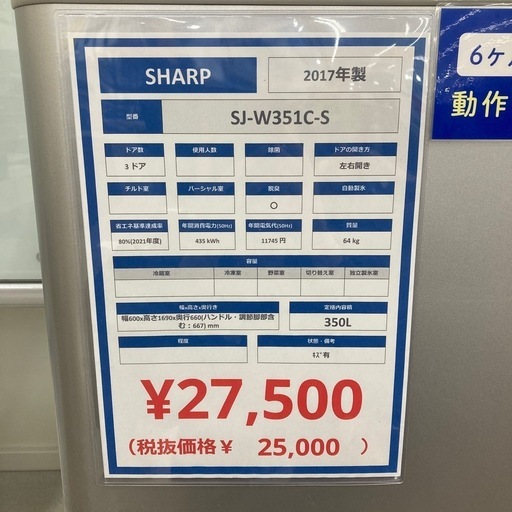 SHARP
2017年製
型番
SJ-W351C-S
ドア数
使用人数
除菌
ドアの開き方
3 ドア
左右開き
チルド室
パーシャル室
脱臭
自動製氷
〇
省エネ基準達成率
年間消費電力(50Hz)
年間電気代(50Hz)
質量
80%(2021年度)
435 kWh
11745 円
64 kg
容量
冷蔵室
冷凍室
野菜室
切り替え室
独立製氷室
幅x高さx奥行き
定格内容積
幅600x高さ1690x奥行660(ハンドル・調節脚部含
む：667) mm
350L
程度
状態・備考
ｷｽﾞ有
¥27,500
（税抜価格¥ 25,000 ）
6ケ
動作